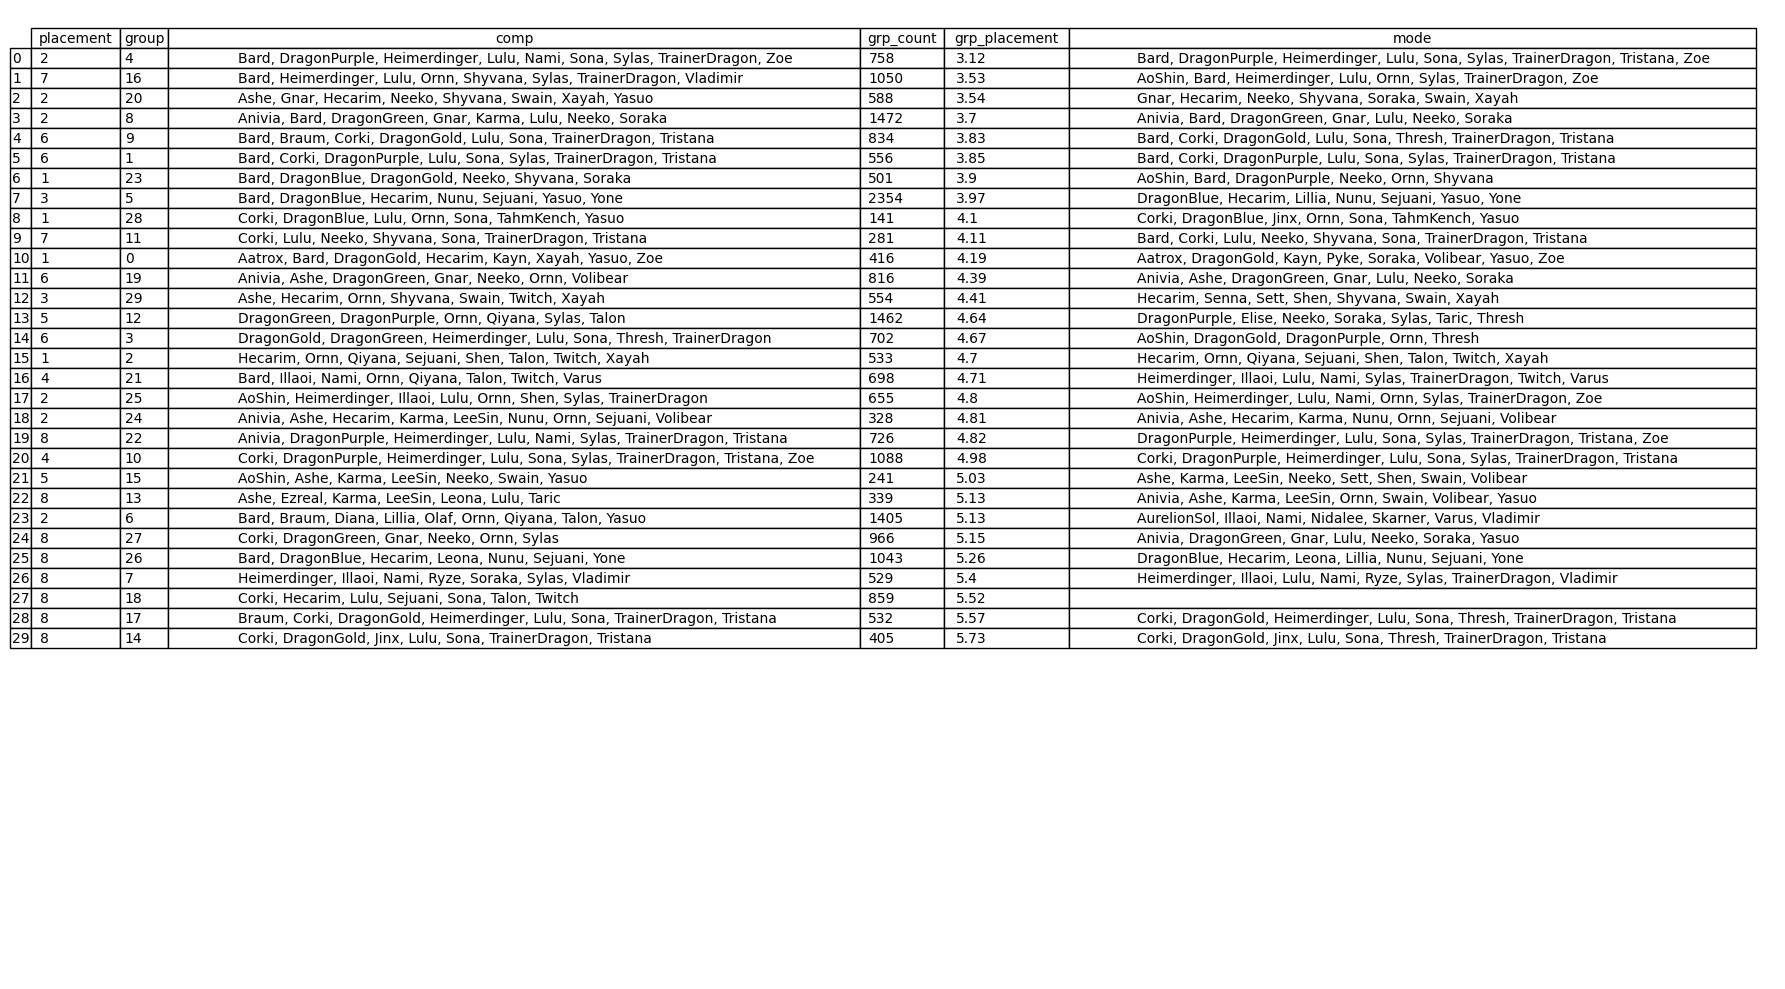 placement group comp grp_count grp_placement mode
0 2 4 Bard, DragonPurple, Heimerdinger, Lulu, Nami, Sona, Sylas, TrainerDragon, Zoe 758 3.12 Bard, DragonPurple, Heimerdinger, Lulu, Sona, Sylas, TrainerDragon, Tristana, Zoe
1 7 16 Bard, Heimerdinger, Lulu, Ornn, Shyvana, Sylas, TrainerDragon, Vladimir 1050 3.53 AoShin, Bard, Heimerdinger, Lulu, Ornn, Sylas, TrainerDragon, Zoe
2 2 20 Ashe, Gnar, Hecarim, Neeko, Shyvana, Swain, Xayah, Yasuo 588 3.54 Gnar, Hecarim, Neeko, Shyvana, Soraka, Swain, Xayah
3 2 8 Anivia, Bard, DragonGreen, Gnar, Karma, Lulu, Neeko, Soraka 1472 3.7 Anivia, Bard, DragonGreen, Gnar, Lulu, Neeko, Soraka
4 6 9 Bard, Braum, Corki, DragonGold, Lulu, Sona, TrainerDragon, Tristana 834 3.83 Bard, Corki, DragonGold, Lulu, Sona, Thresh, TrainerDragon, Tristana
5 6 1 Bard, Corki, DragonPurple, Lulu, Sona, Sylas, TrainerDragon, Tristana 556 3.85 Bard, Corki, DragonPurple, Lulu, Sona, Sylas, TrainerDragon, Tristana
6 1 23 Bard, DragonBlue, DragonGold, Neeko, Shyvana, Soraka 501 3.9 AoShin, Bard, DragonPurple, Neeko, Ornn, Shyvana
7 3 5 Bard, DragonBlue, Hecarim, Nunu, Sejuani, Yasuo, Yone 2354 3.97 DragonBlue, Hecarim, Lillia, Nunu, Sejuani, Yasuo, Yone
8 1 28 Corki, DragonBlue, Lulu, Ornn, Sona, TahmKench, Yasuo 141 4.1 Corki, DragonBlue, Jinx, Ornn, Sona, TahmKench, Yasuo
9 7 11 Corki, Lulu, Neeko, Shyvana, Sona, TrainerDragon, Tristana 281 4.11 Bard, Corki, Lulu, Neeko, Shyvana, Sona, TrainerDragon, Tristana
10 1 0 Aatrox, Bard, DragonGold, Hecarim, Kayn, Xayah, Yasuo, Zoe 416 4.19 Aatrox, DragonGold, Kayn, Pyke, Soraka, Volibear, Yasuo, Zoe
11 6 19 Anivia, Ashe, DragonGreen, Gnar, Neeko, Ornn, Volibear 816 4.39 Anivia, Ashe, DragonGreen, Gnar, Lulu, Neeko, Soraka
12 3 29 Ashe, Hecarim, Ornn, Shyvana, Swain, Twitch, Xayah 554 4.41 Hecarim, Senna, Sett, Shen, Shyvana, Swain, Xayah
13 5 12 DragonGreen, DragonPurple, Ornn, Qiyana, Sylas, Talon 1462 4.64 DragonPurple, Elise, Neeko, Soraka, Sylas, Taric, Thresh
14 6 3 DragonGold, DragonGreen, Heimerdinger, Lulu, Sona, Thresh, TrainerDragon 702 4.67 AoShin, DragonGold, DragonPurple, Ornn, Thresh
15 1 2 Hecarim, Ornn, Qiyana, Sejuani, Shen, Talon, Twitch, Xayah 533 4.7 Hecarim, Ornn, Qiyana, Sejuani, Shen, Talon, Twitch, Xayah
16 4 21 Bard, Illaoi, Nami, Ornn, Qiyana, Talon, Twitch, Varus 698 4.71 Heimerdinger, Illaoi, Lulu, Nami, Sylas, TrainerDragon, Twitch, Varus
17 2 25 AoShin, Heimerdinger, Illaoi, Lulu, Ornn, Shen, Sylas, TrainerDragon 655 4.8 AoShin, Heimerdinger, Lulu, Nami, Ornn, Sylas, TrainerDragon, Zoe
18 2 24 Anivia, Ashe, Hecarim, Karma, LeeSin, Nunu, Ornn, Sejuani, Volibear 328 4.81 Anivia, Ashe, Hecarim, Karma, Nunu, Ornn, Sejuani, Volibear
19 8 22 Anivia, DragonPurple, Heimerdinger, Lulu, Nami, Sylas, TrainerDragon, Tristana 726 4.82 DragonPurple, Heimerdinger, Lulu, Sona, Sylas, TrainerDragon, Tristana, Zoe
20 4 10 Corki, DragonPurple, Heimerdinger, Lulu, Sona, Sylas, TrainerDragon, Tristana, Zoe 1088 4.98 Corki, DragonPurple, Heimerdinger, Lulu, Sona, Sylas, TrainerDragon, Tristana
21 5 15 AoShin, Ashe, Karma, LeeSin, Neeko, Swain, Yasuo 241 5.03 Ashe, Karma, LeeSin, Neeko, Sett, Shen, Swain, Volibear
22 8 13 Ashe, Ezreal, Karma, LeeSin, Leona, Lulu, Taric 339 5.13 Anivia, Ashe, Karma, LeeSin, Ornn, Swain, Volibear, Yasuo
23 2 6 Bard, Braum, Diana, Lillia, Olaf, Ornn, Qiyana, Talon, Yasuo 1405 5.13 AurelionSol, Illaoi, Nami, Nidalee, Skarner, Varus, Vladimir
24 8 27 Corki, DragonGreen, Gnar, Neeko, Ornn, Sylas 966 5.15 Anivia, DragonGreen, Gnar, Lulu, Neeko, Soraka, Yasuo
25 8 26 Bard, DragonBlue, Hecarim, Leona, Nunu, Sejuani, Yone 1043 5.26 DragonBlue, Hecarim, Leona, Lillia, Nunu, Sejuani, Yone
26 8 7 Heimerdinger, Illaoi, Nami, Ryze, Soraka, Sylas, Vladimir 529 5.4 Heimerdinger, Illaoi, Lulu, Nami, Ryze, Sylas, TrainerDragon, Vladimir
27 8 18 Corki, Hecarim, Lulu, Sejuani, Sona, Talon, Twitch 859 5.52
28 8 17 Braum, Corki, DragonGold, Heimerdinger, Lulu, Sona, TrainerDragon, Tristana 532 5.57 Corki, DragonGold, Heimerdinger, Lulu, Sona, Thresh, TrainerDragon, Tristana
29 8 14 Corki, DragonGold, Jinx, Lulu, Sona, TrainerDragon, Tristana 405 5.73 Corki, DragonGold, Jinx, Lulu, Sona, Thresh, TrainerDragon, Tristana